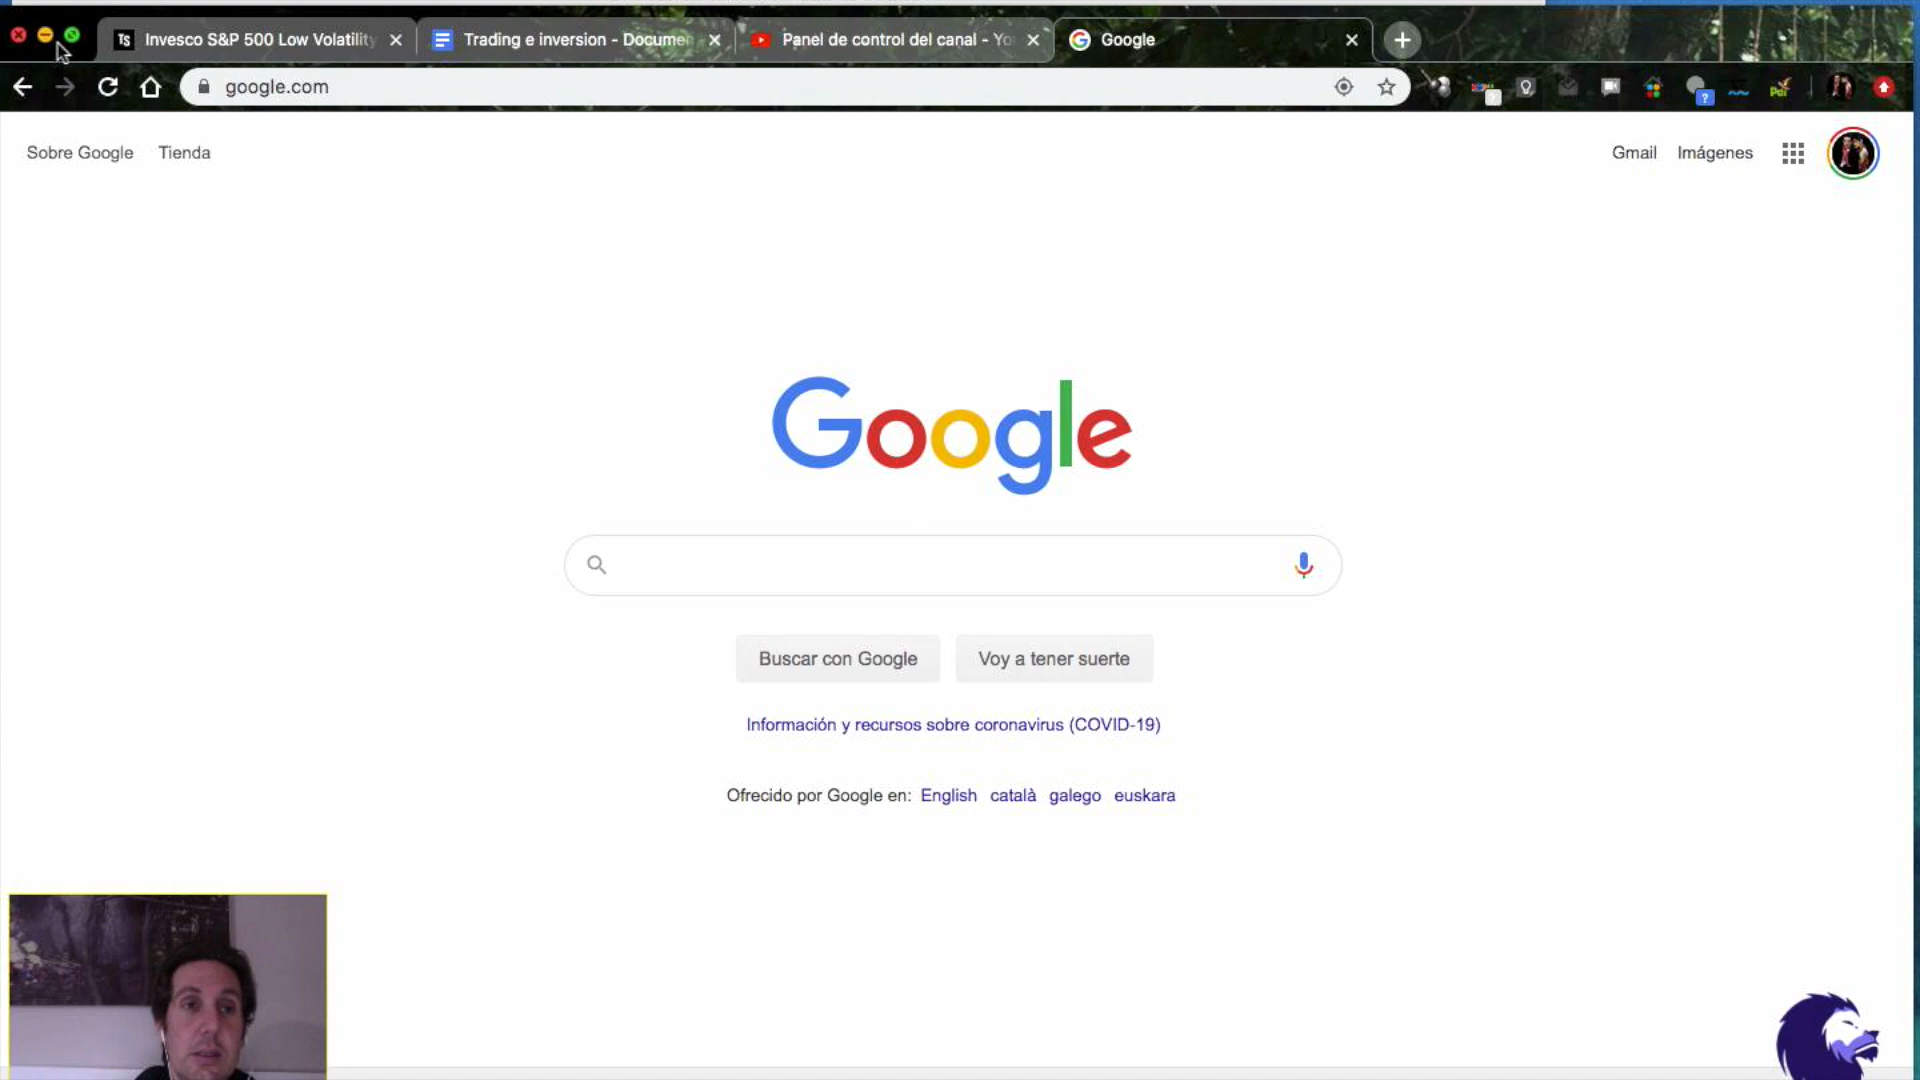 Ts Invesco S&P 500 Low Volatility
Trading e inversion - Documen
Panel de control del canal - Yo
Google
google.com
Sobre Google Tienda
Gmail Imágenes
Google
Buscar con Google
Voy a tener suerte
Información y recursos sobre coronavirus (COVID-19)
Ofrecido por Google en: English català galego euskara